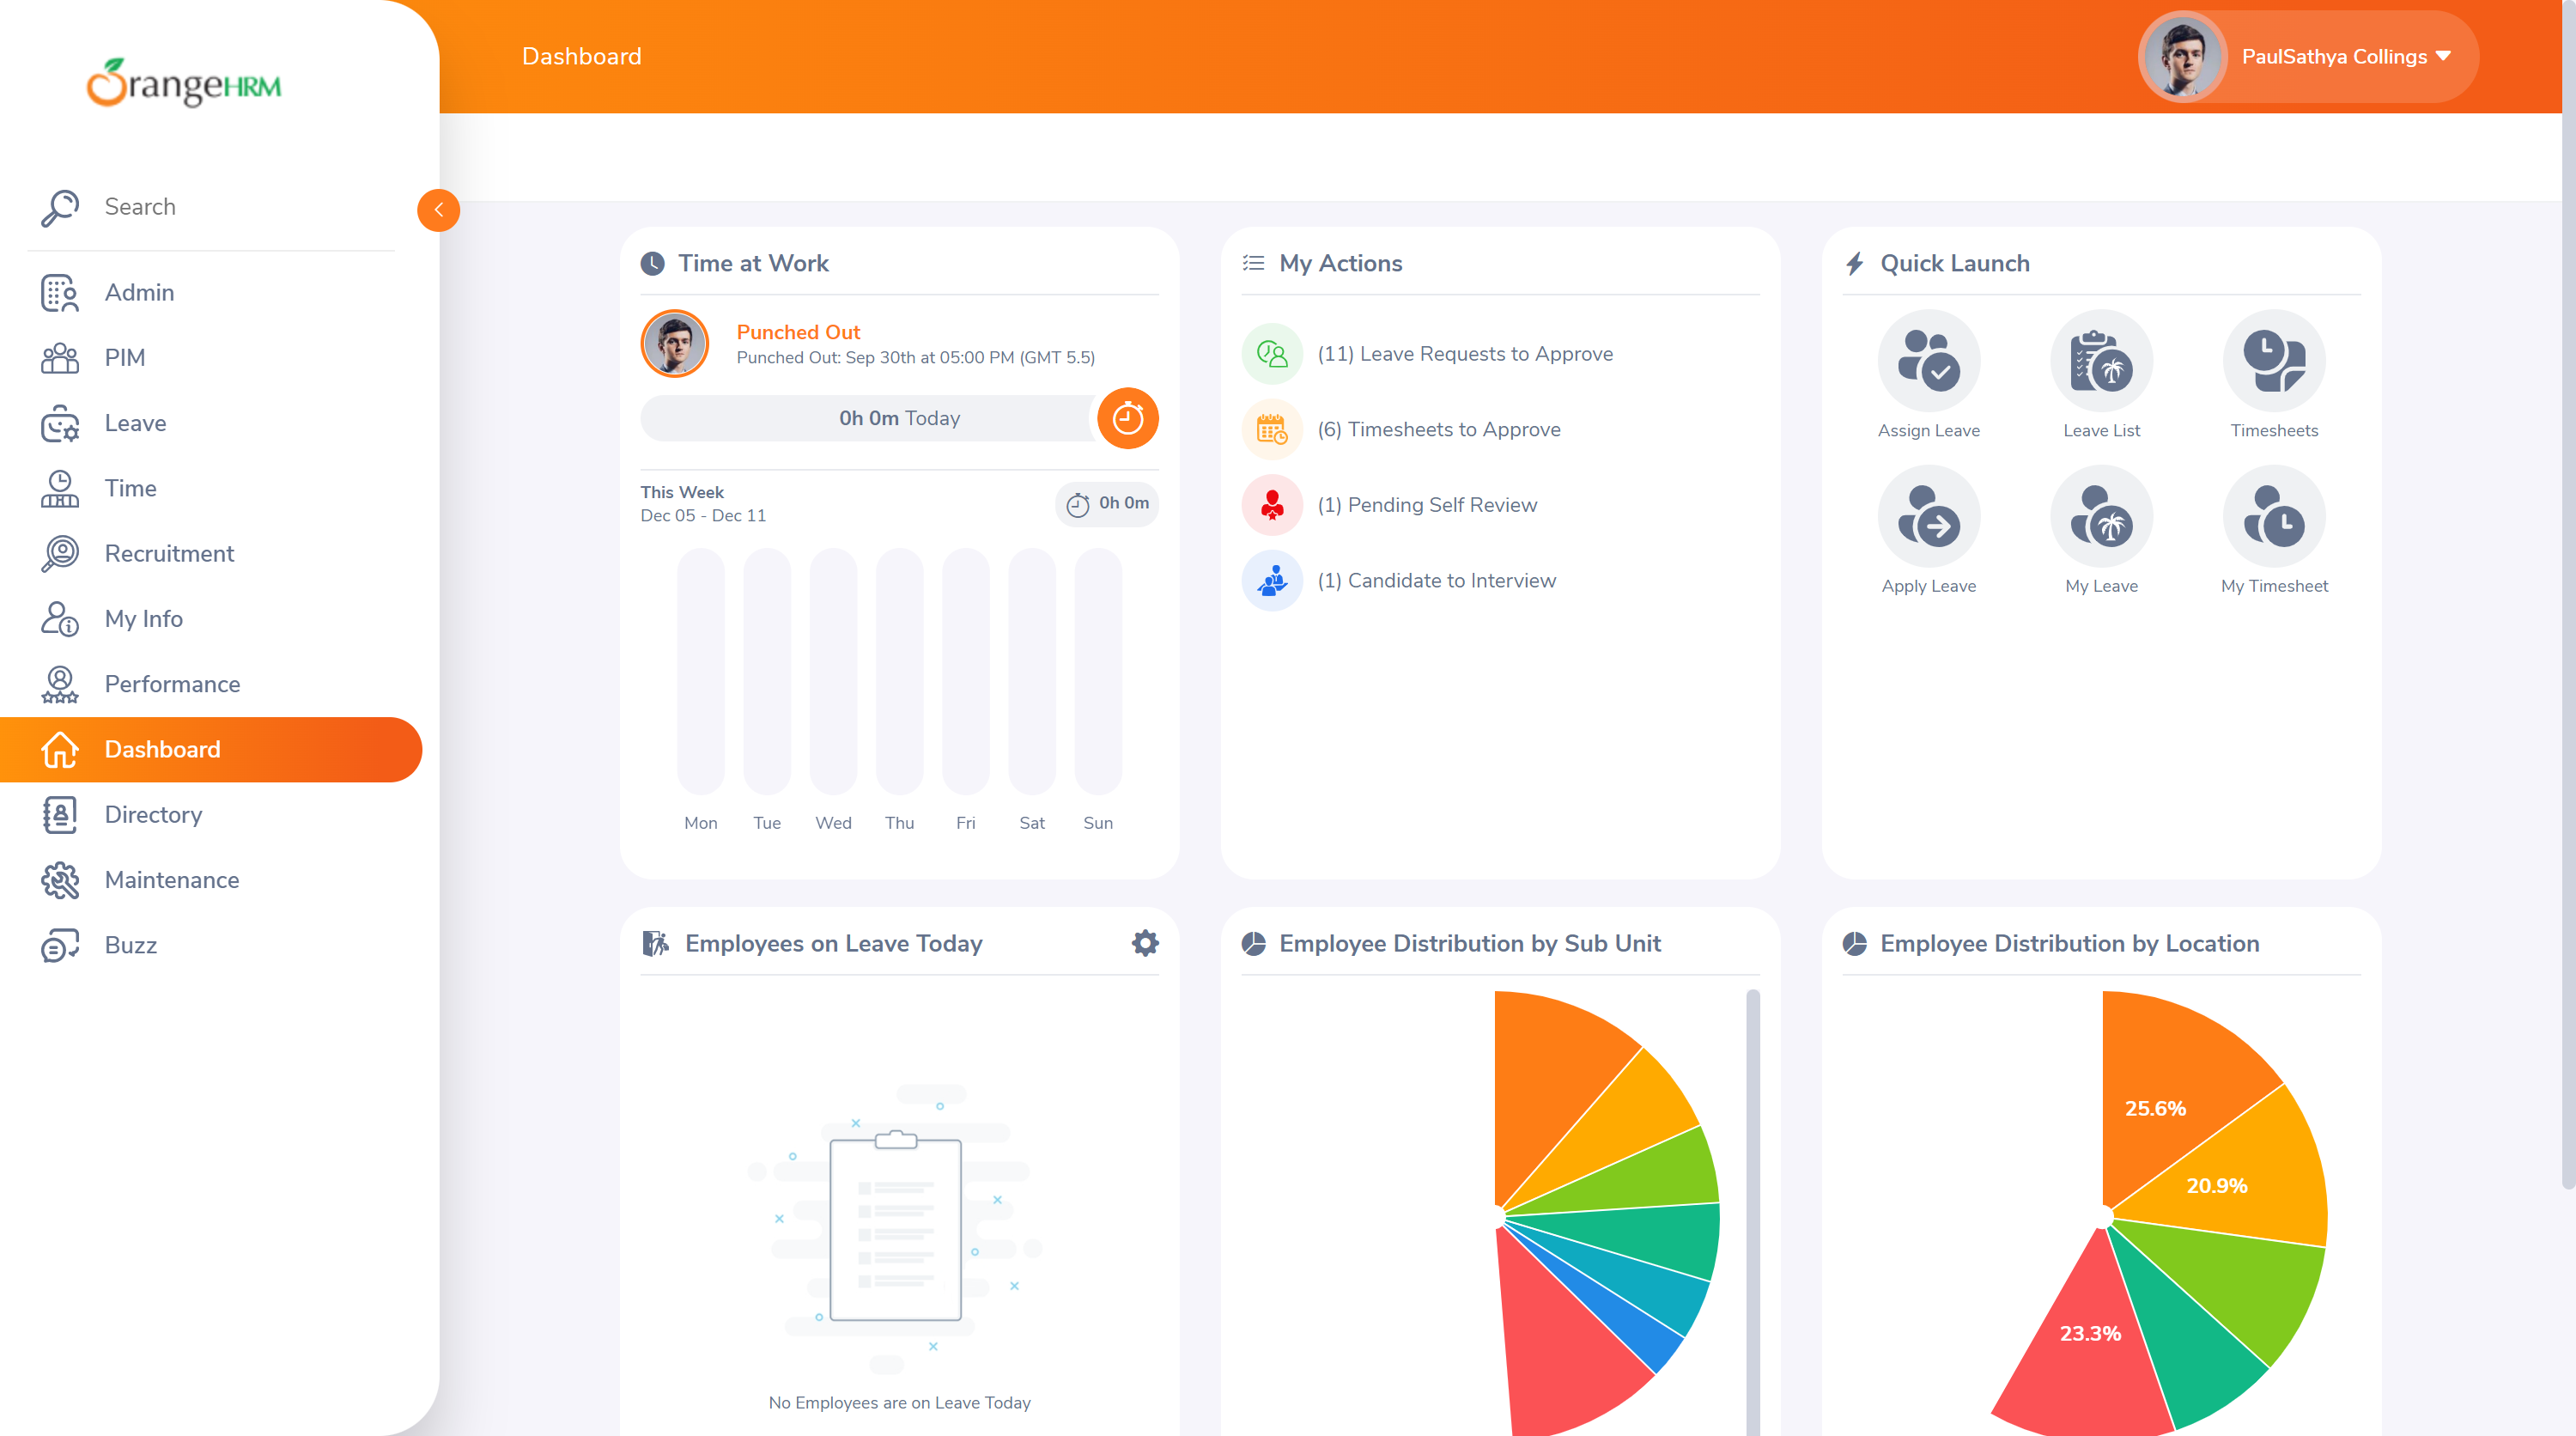 OrangeHRM
Search
Admin
PIM
Leave
Time
Recruitment
My Info
Performance
Dashboard
Directory
Maintenance
Buzz
Dashboard
PaulSathya Collings
Time at Work
Punched Out
Punched Out: Sep 30th at 05:00 PM (GMT 5.5)
0h 0m Today
This Week
Dec 05 - Dec 11
0h 0m
Mon Tue Wed Thu Fri Sat Sun
My Actions
(11) Leave Requests to Approve
(6) Timesheets to Approve
(1) Pending Self Review
(1) Candidate to Interview
Quick Launch
Assign Leave Leave List Timesheets
Apply Leave My Leave My Timesheet
Employees on Leave Today
No Employees are on Leave Today
Employee Distribution by Sub Unit
Employee Distribution by Location
25.6%
20.9%
23.3%